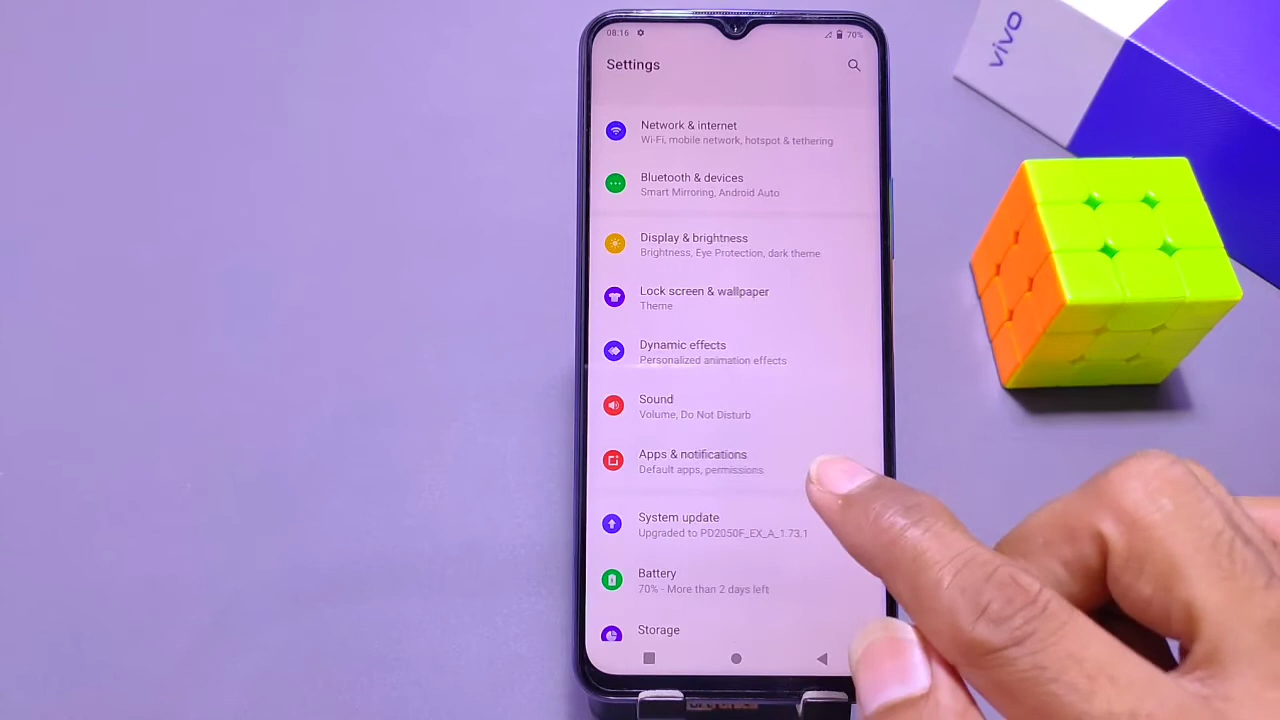 08:16
70%
Settings
Network & internet
Wi-Fi, mobile network, hotspot & tethering
Bluetooth & devices
Smart Mirroring, Android Auto
Display & brightness
Brightness, Eye Protection, dark theme
Lock screen & wallpaper
Theme
Dynamic effects
Personalized animation effects
Sound
Volume, Do Not Disturb
Apps & notifications
Default apps, permissions
System update
Upgraded to PD2050F_EX_A_1.73.1
Battery
70% - More than 2 days left
Storage
vivo